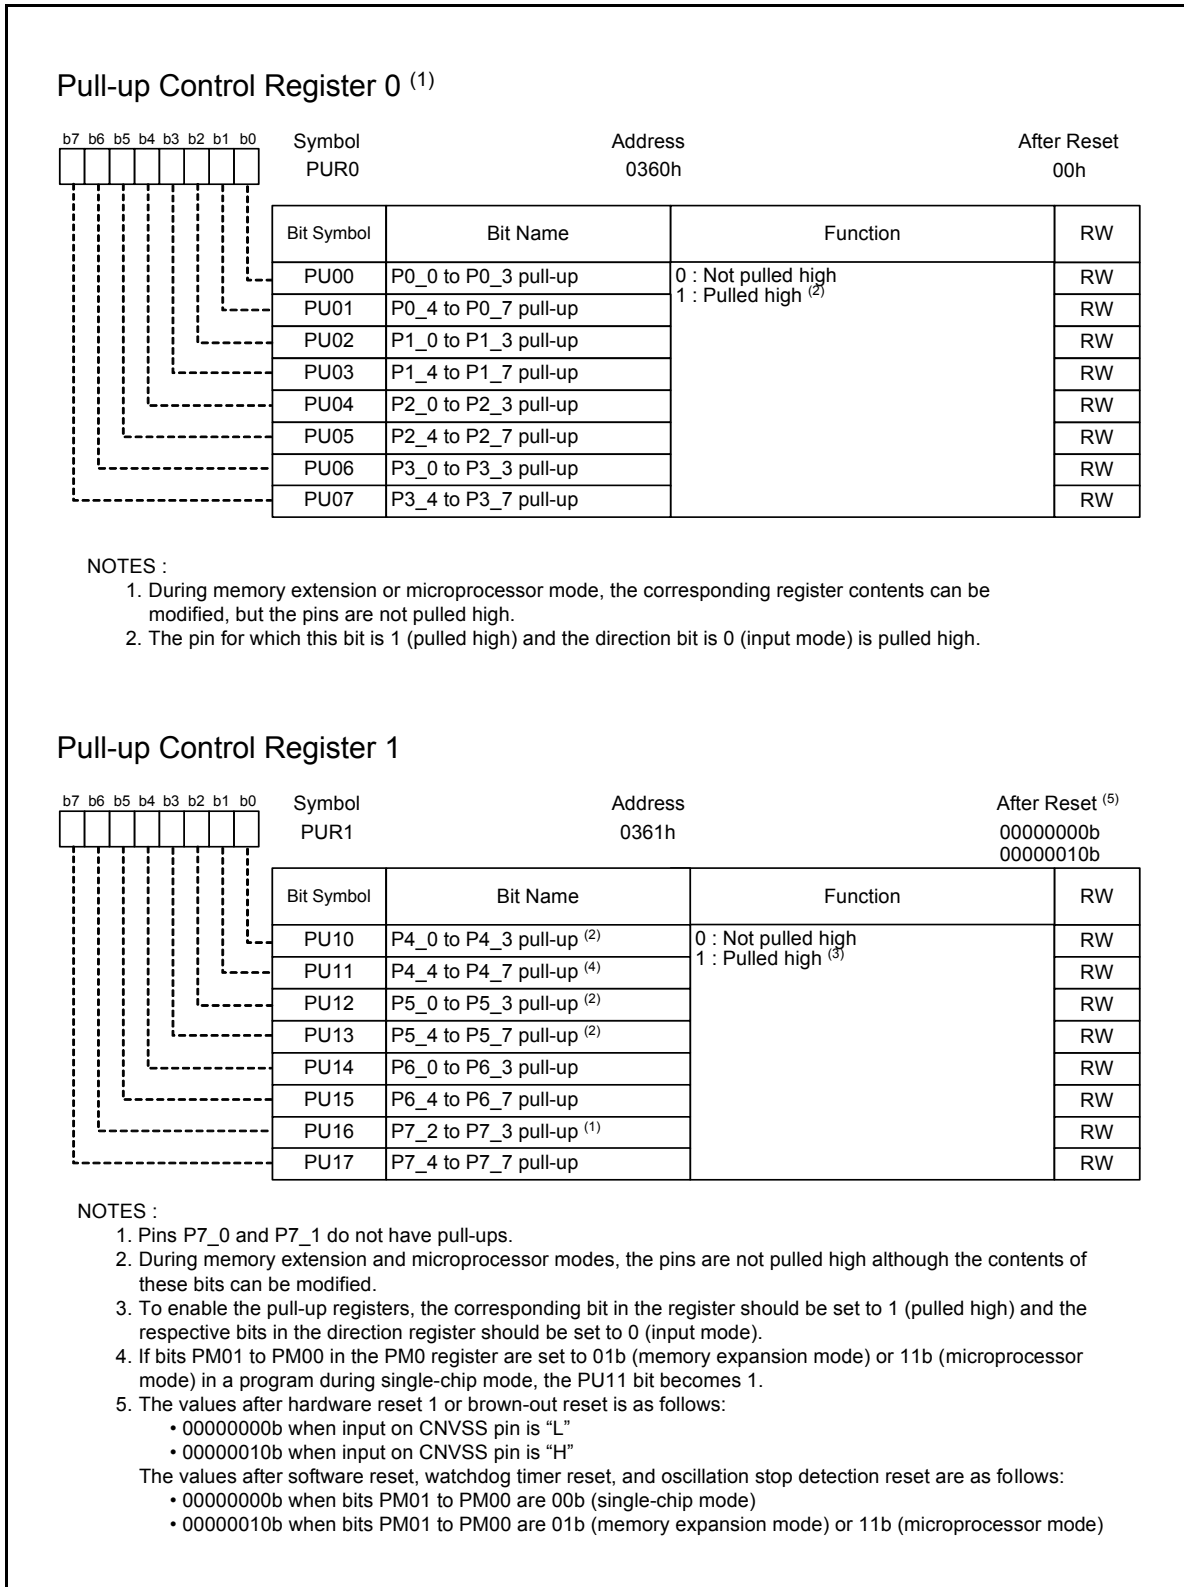 Pull-up Control Register 0 (1)
b7 b6 b5 b4 b3 b2 b1 b0 Symbol Address After Reset
PUR0 0360h 00h
Bit Symbol Bit Name Function RW
PU00 P0_0 to P0_3 pull-up 0 : Not pulled high RW
1 : Pulled high (2)
PU01 P0_4 to P0_7 pull-up RW
PU02 P1_0 to P1_3 pull-up RW
PU03 P1_4 to P1_7 pull-up RW
PU04 P2_0 to P2_3 pull-up RW
PU05 P2_4 to P2_7 pull-up RW
PU06 P3_0 to P3_3 pull-up RW
PU07 P3_4 to P3_7 pull-up RW
NOTES :
1. During memory extension or microprocessor mode, the corresponding register contents can be
modified, but the pins are not pulled high.
2. The pin for which this bit is 1 (pulled high) and the direction bit is 0 (input mode) is pulled high.
Pull-up Control Register 1
b7 b6 b5 b4 b3 b2 b1 b0 Symbol Address After Reset (5)
PUR1 0361h 00000000b
00000010b
Bit Symbol Bit Name Function RW
PU10 P4_0 to P4_3 pull-up (2) 0 : Not pulled high RW
1 : Pulled high (3)
PU11 P4_4 to P4_7 pull-up (4) RW
PU12 P5_0 to P5_3 pull-up (2) RW
PU13 P5_4 to P5_7 pull-up (2) RW
PU14 P6_0 to P6_3 pull-up RW
PU15 P6_4 to P6_7 pull-up RW
PU16 P7_2 to P7_3 pull-up (1) RW
PU17 P7_4 to P7_7 pull-up RW
NOTES :
1. Pins P7_0 and P7_1 do not have pull-ups.
2. During memory extension and microprocessor modes, the pins are not pulled high although the contents of
these bits can be modified.
3. To enable the pull-up registers, the corresponding bit in the register should be set to 1 (pulled high) and the
respective bits in the direction register should be set to 0 (input mode).
4. If bits PM01 to PM00 in the PM0 register are set to 01b (memory expansion mode) or 11b (microprocessor
mode) in a program during single-chip mode, the PU11 bit becomes 1.
5. The values after hardware reset 1 or brown-out reset is as follows:
• 00000000b when input on CNVSS pin is “L”
• 00000010b when input on CNVSS pin is “H”
The values after software reset, watchdog timer reset, and oscillation stop detection reset are as follows:
• 00000000b when bits PM01 to PM00 are 00b (single-chip mode)
• 00000010b when bits PM01 to PM00 are 01b (memory expansion mode) or 11b (microprocessor mode)